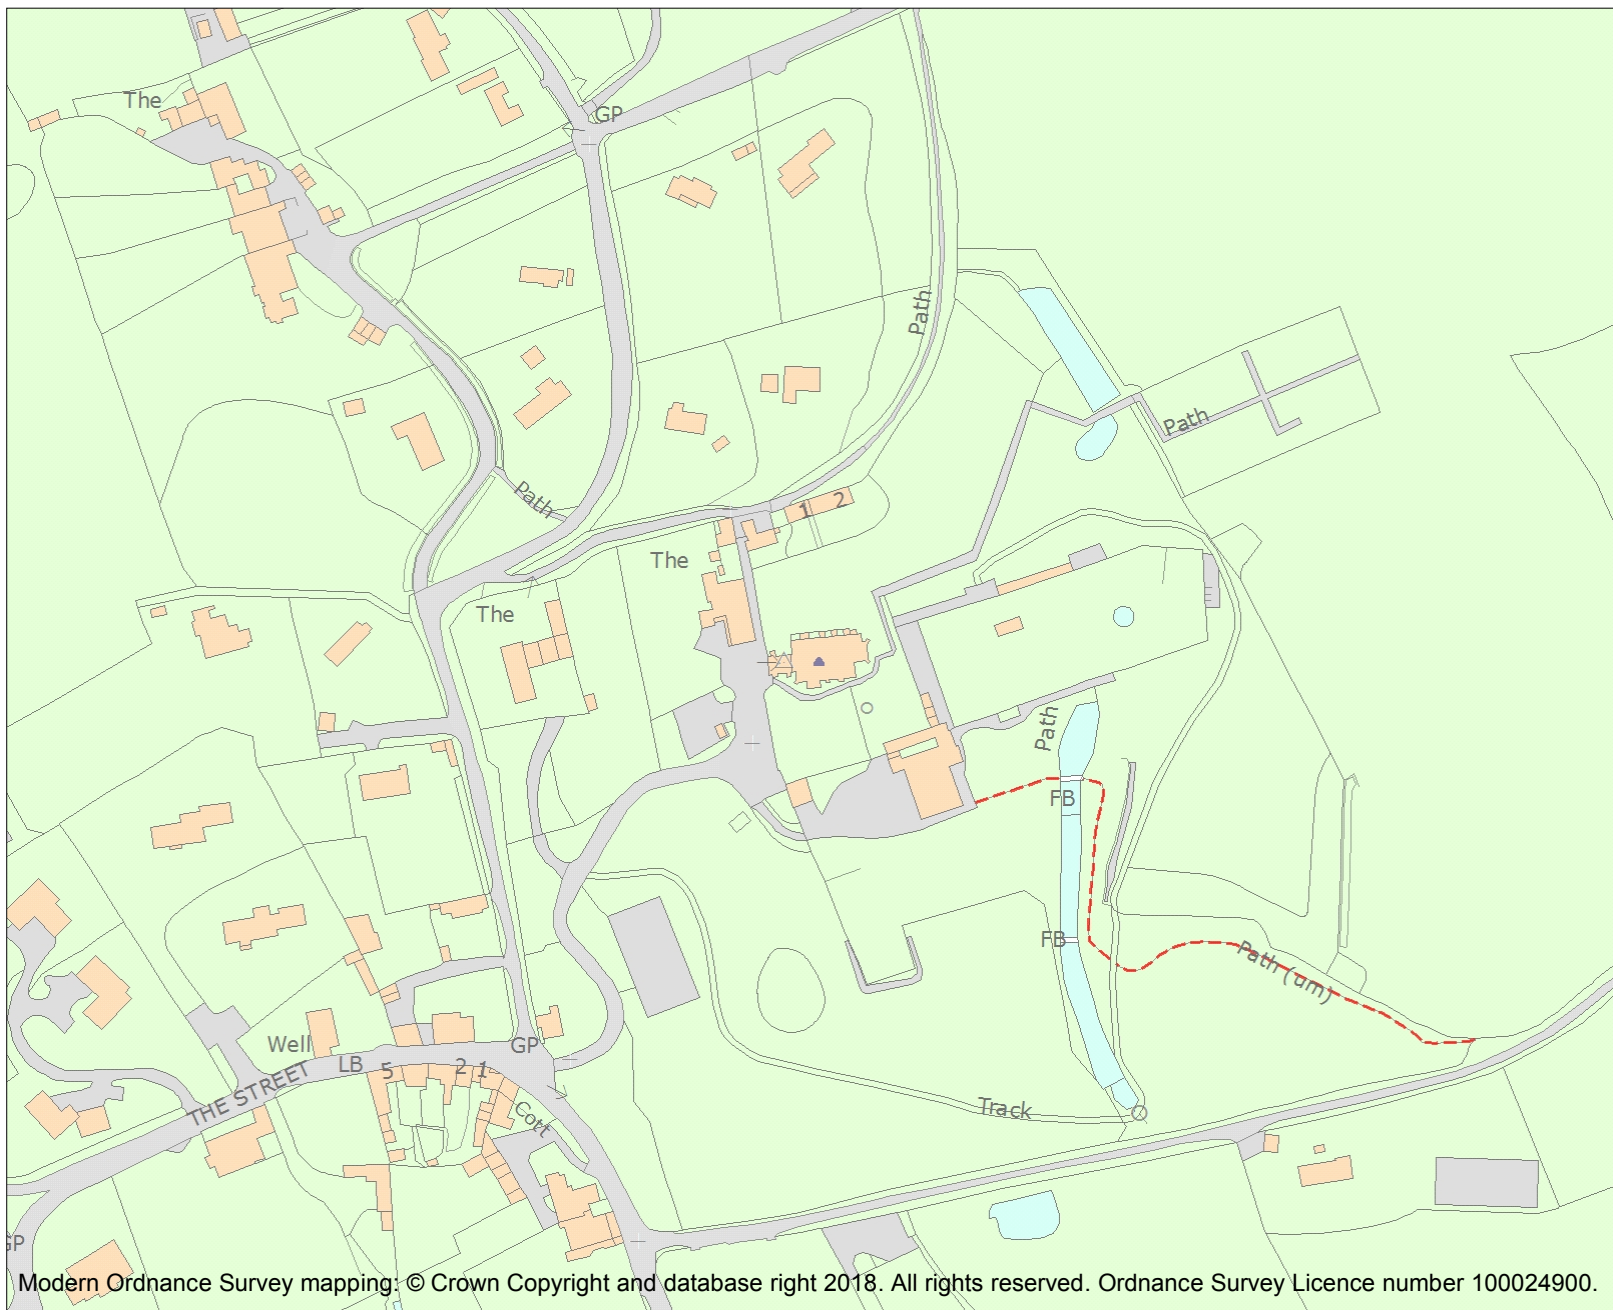 The
GP
Path
Path
Path
1 2
The
The
Path
FB
FB
Path (um)
Well
LB
5
2 1
GP
THE STREET
Cott
Track
GP
Modern Ordnance Survey mapping: © Crown Copyright and database right 2018. All rights reserved. Ordnance Survey Licence number 100024900.